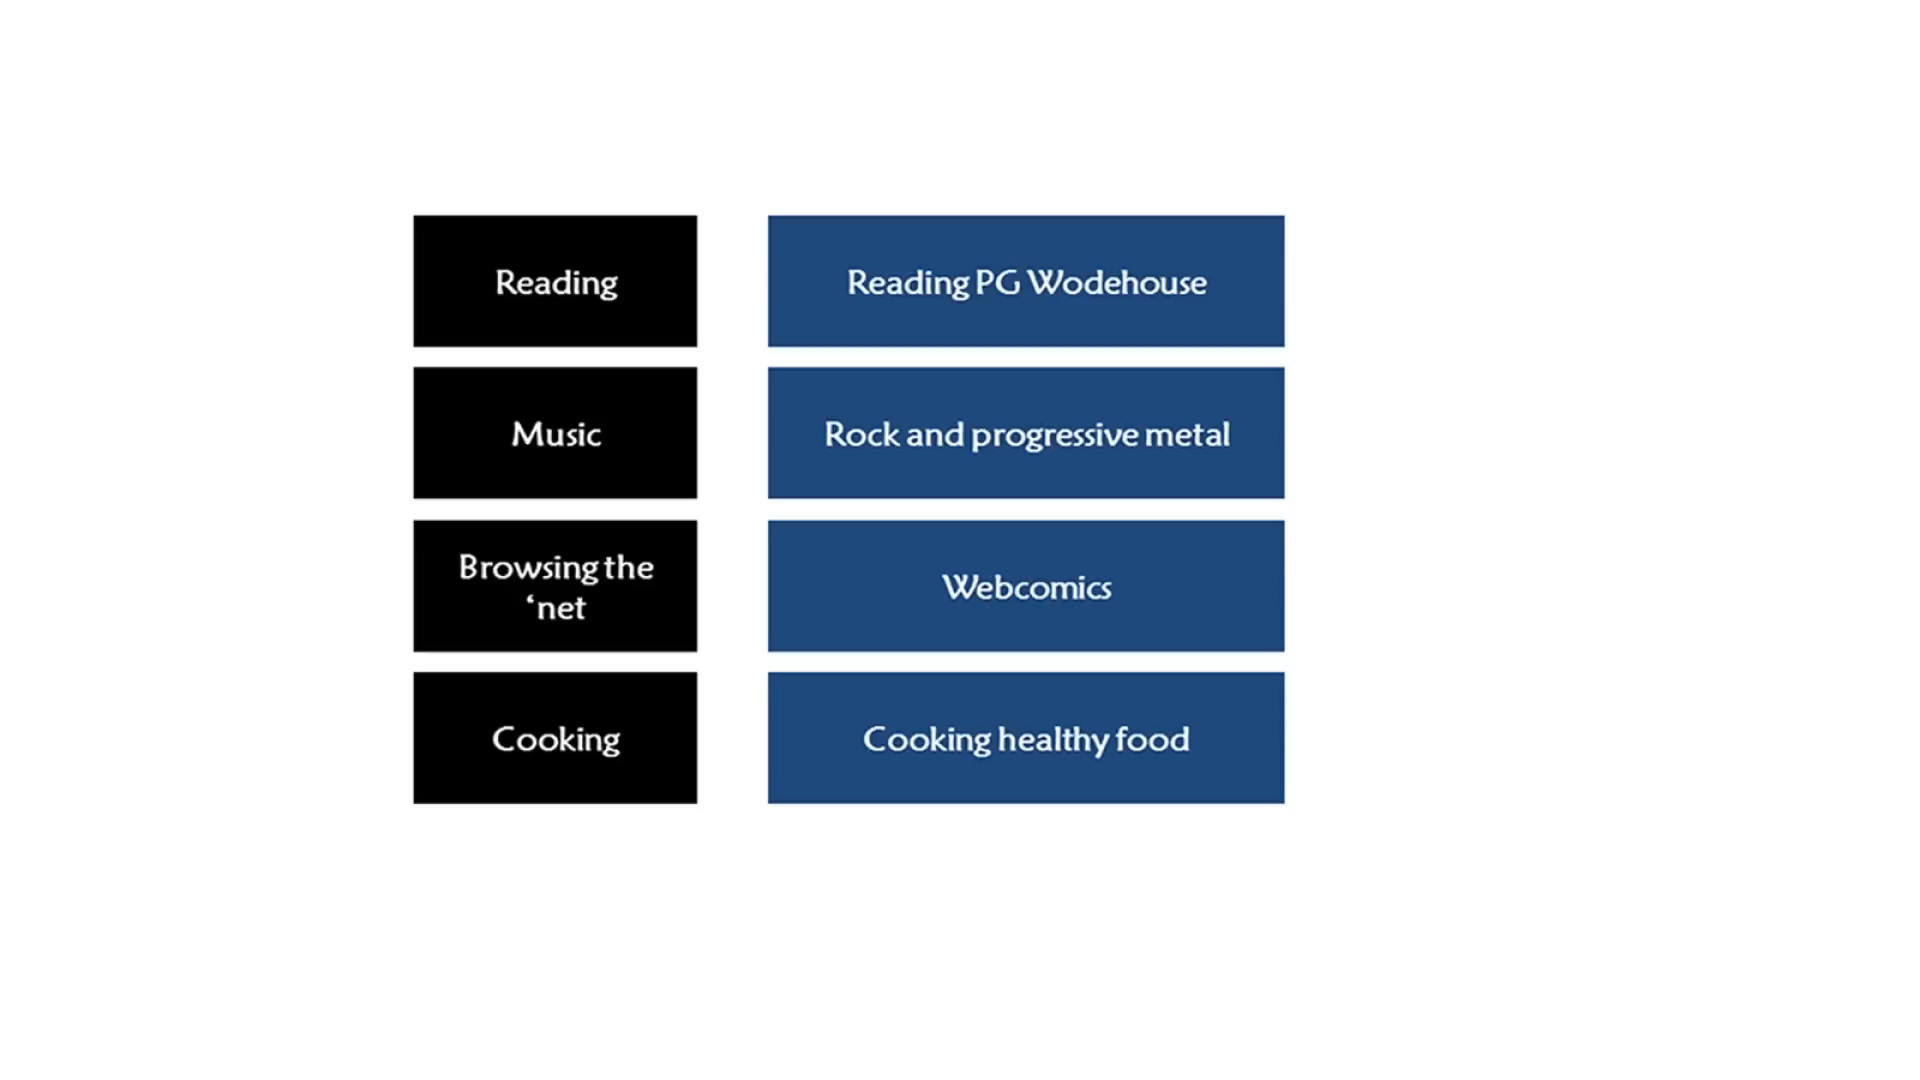 Reading
Reading PG Wodehouse
Music
Rock and progressive metal
Browsing the
‘net
Webcomics
Cooking
Cooking healthy food